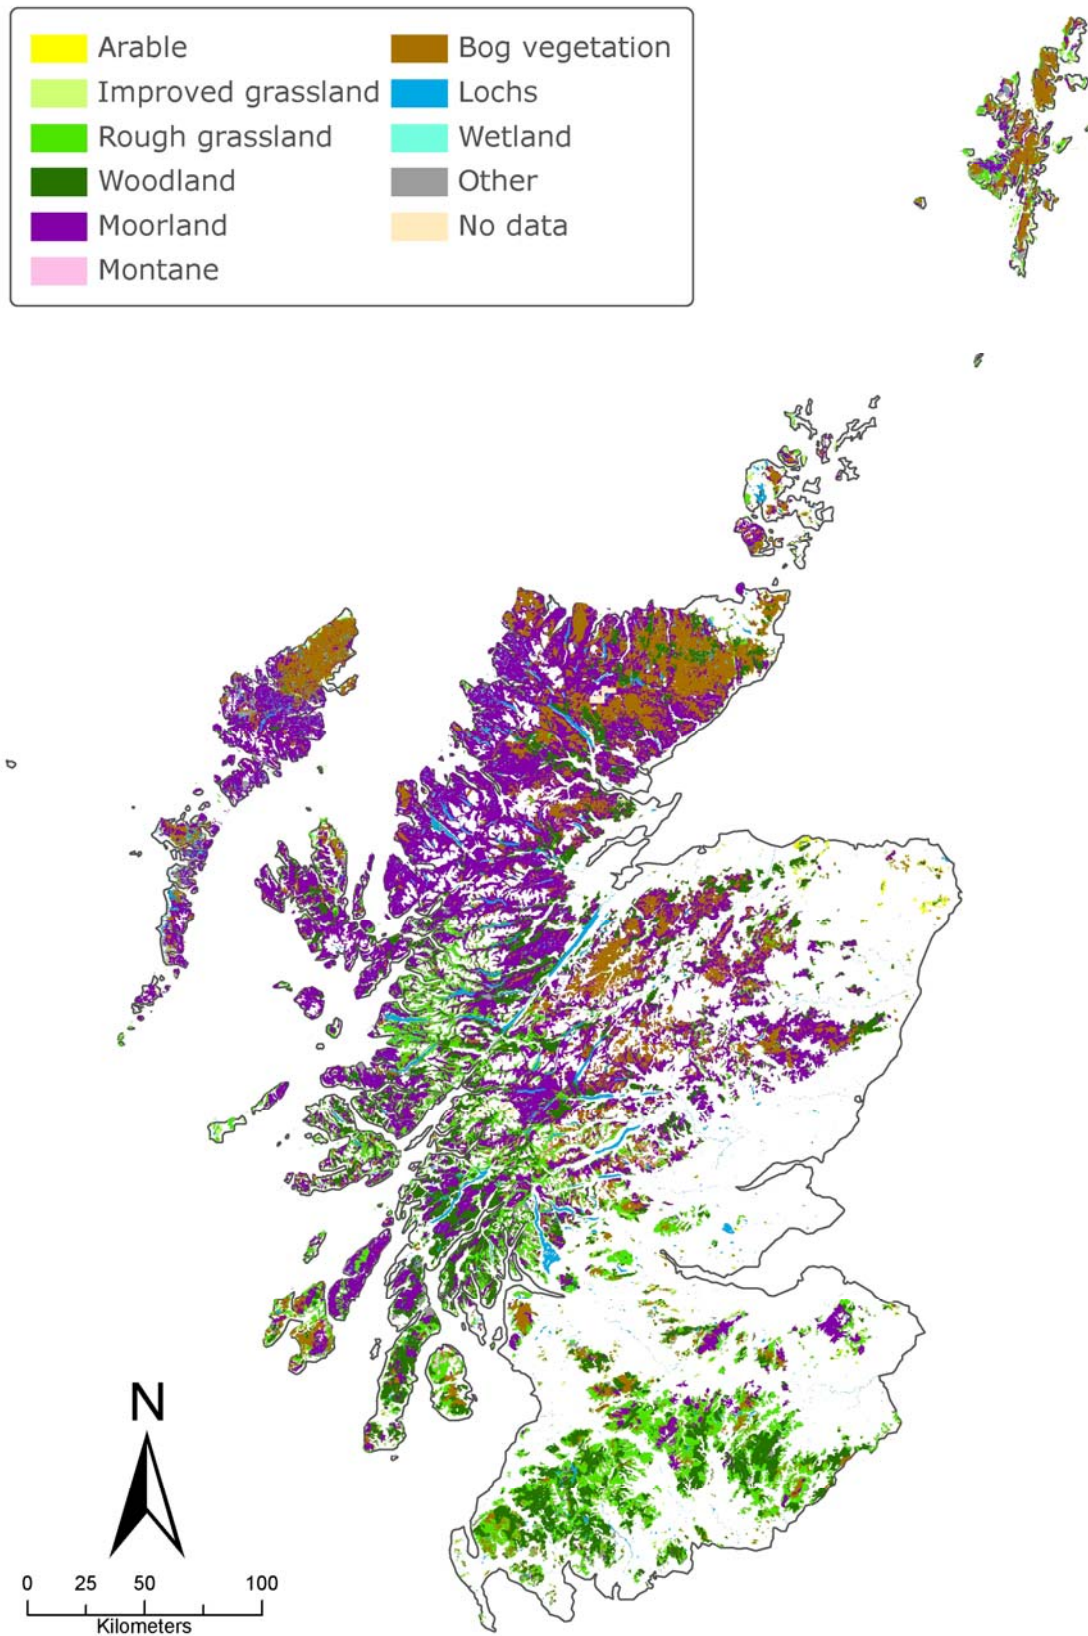 Arable
Improved grassland
Rough grassland
Woodland
Moorland
Montane
Bog vegetation
Lochs
Wetland
Other
No data
N
0 25 50 100
Kilometers